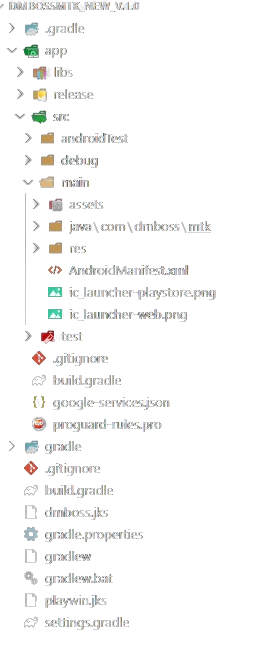 DMBOSSMTK_NEW_V.1.0
.gradle
app
libs
release
src
androidTest
debug
main
assets
java\com\dmboss\mtk
res
AndroidManifest.xml
ic_launcher-playstore.png
ic_launcher-web.png
test
.gitignore
build.gradle
google-services.json
proguard-rules.pro
gradle
.gitignore
build.gradle
dmboss.jks
gradle.properties
gradlew
gradlew.bat
playwin.jks
settings.gradle